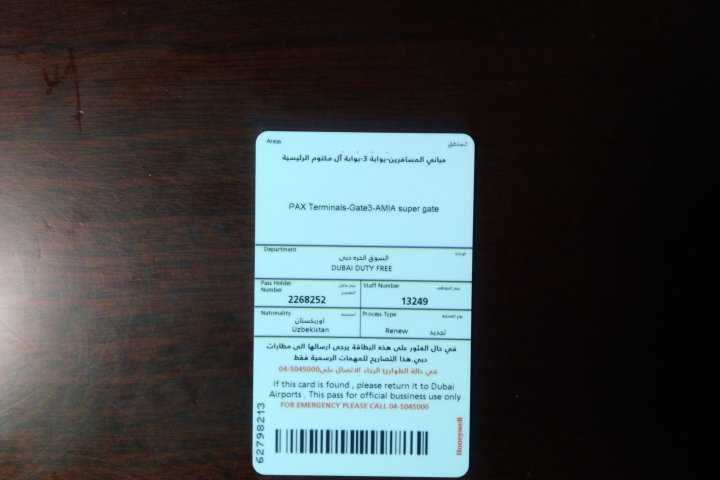 Areas المناطق
مباني المسافرين-بوابة 3-بوابة آل مكتوم الرئيسية
PAX Terminals-Gate3-AMIA super gate
Department
السوق الحره دبي
DUBAI DUTY FREE
Pass Holder Number
2268252
Staff Number
13249
Nationality
اوزبكستان
Uzbekistan
Process Type
Renew تجديد
في حال العثور على هذه البطاقة يرجى ارسالها الى مطارات
دبي.هذا التصاريح للمهمات الرسمية فقط
في حالة الطوارئ الرجاء الاتصال على04-5045000
If this card is found , please return it to Dubai
Airports . This pass for official bussiness use only
FOR EMERGENCY PLEASE CALL 04-5045000
62798213
Honeywell